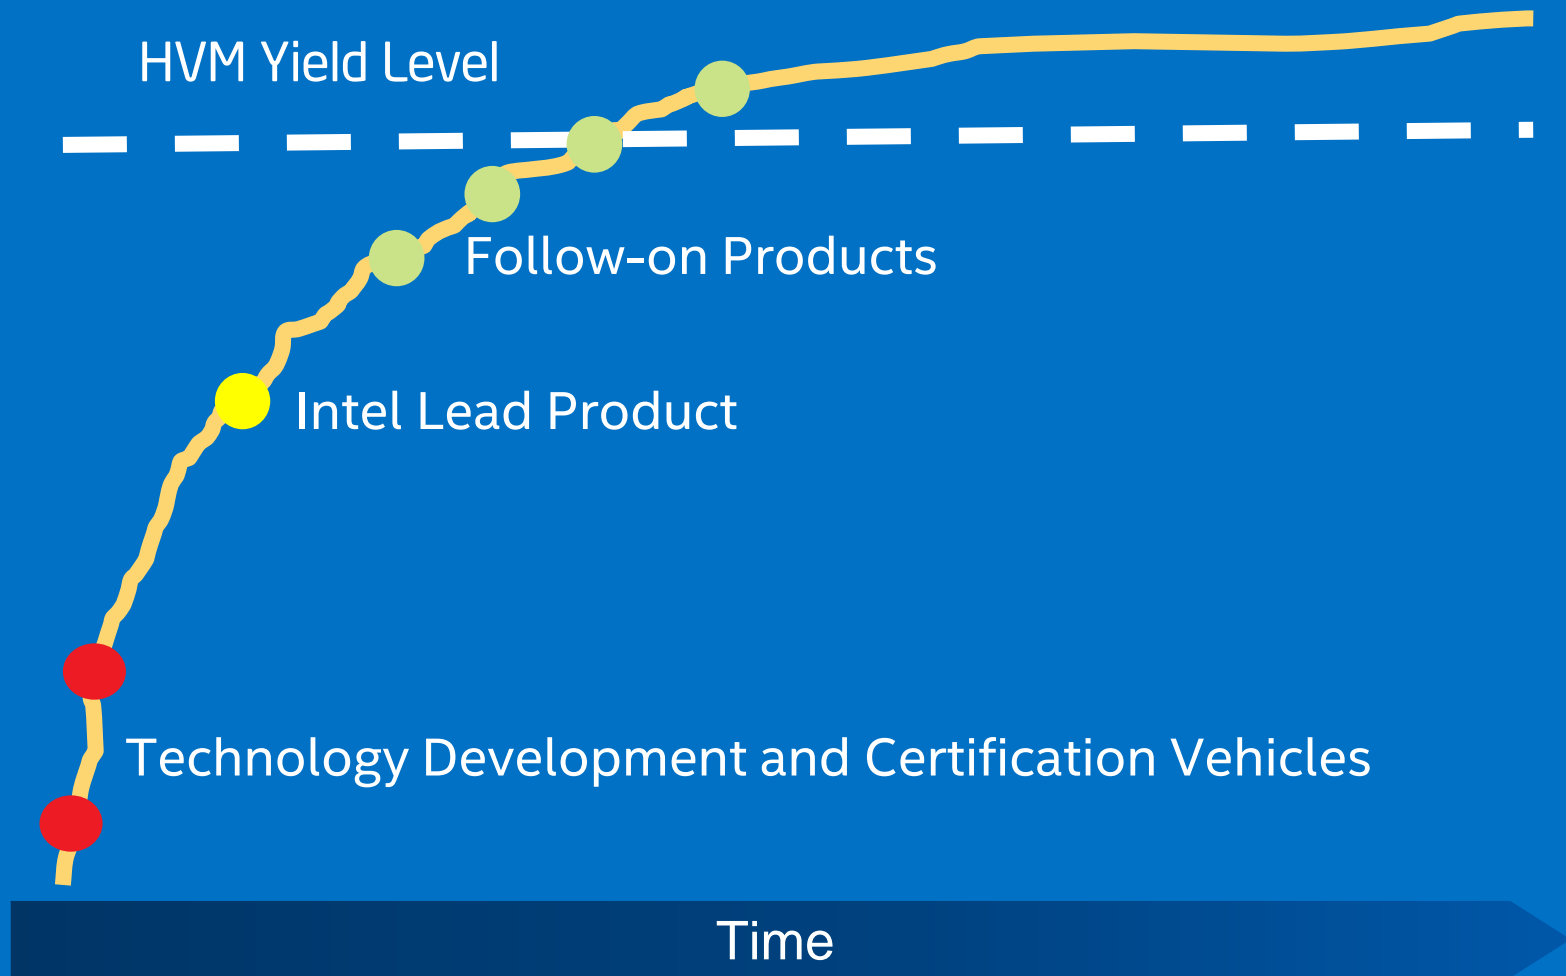 HVM Yield Level
Follow-on Products
Intel Lead Product
Technology Development and Certification Vehicles
Time